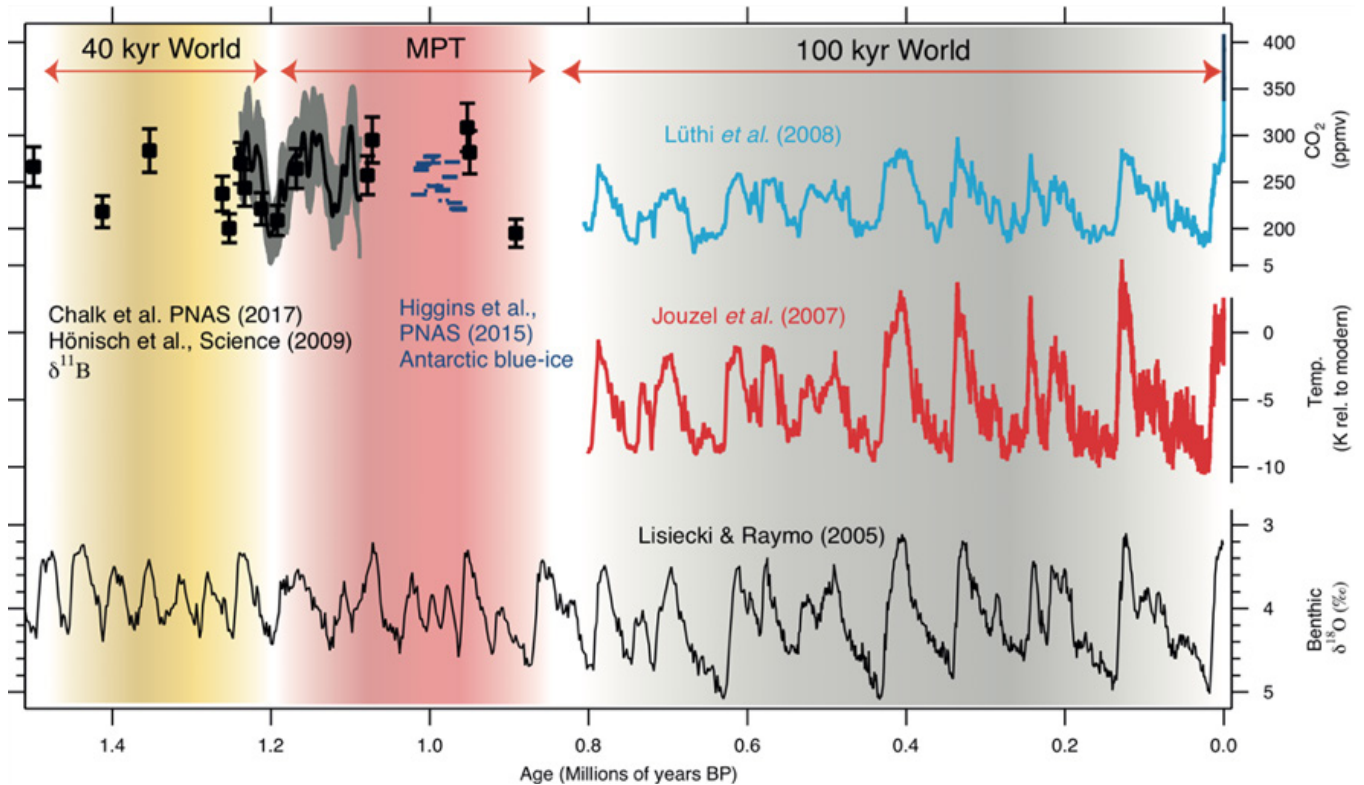 40 kyr World
MPT
100 kyr World
Lüthi et al. (2008)
Chalk et al. PNAS (2017)
Hönisch et al., Science (2009)
δ¹¹B
Higgins et al.,
PNAS (2015)
Antarctic blue-ice
Jouzel et al. (2007)
Lisiecki & Raymo (2005)
400
350
300
250
200
CO₂
(ppmv)
5
0
-5
-10
Temp.
(K rel. to modern)
3
4
5
Benthic
δ¹⁸O (‰)
1.4
1.2
1.0
0.8
0.6
0.4
0.2
0.0
Age (Millions of years BP)